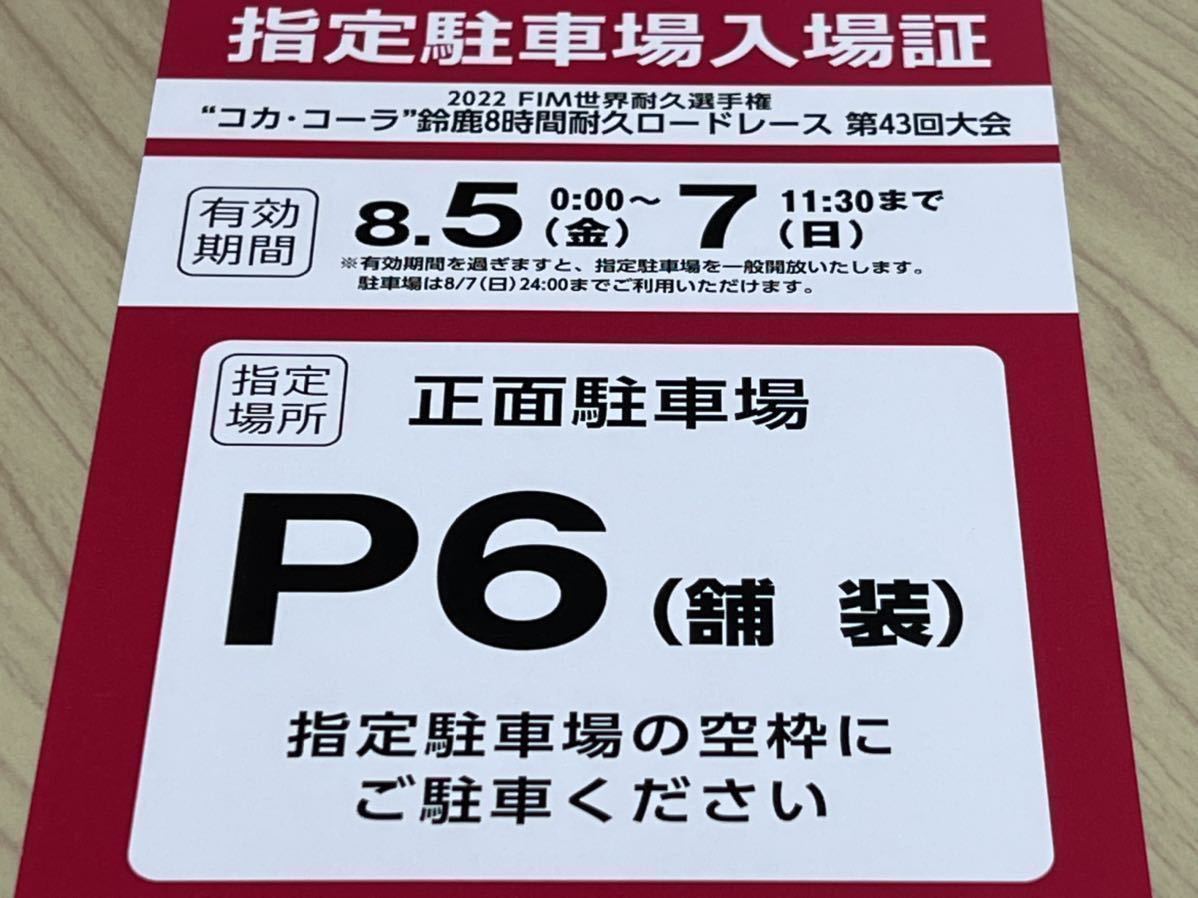 指定駐車場入場証
2022 FIM世界耐久選手権
“コカ・コーラ”鈴鹿8時間耐久ロードレース 第43回大会
有効期間 8.5(金) 0:00〜7(日) 11:30まで
※有効期間を過ぎますと、指定駐車場を一般開放いたします。
駐車場は8/7(日)24:00までご利用いただけます。
指定場所 正面駐車場
P6(舗 装)
指定駐車場の空枠に
ご駐車ください